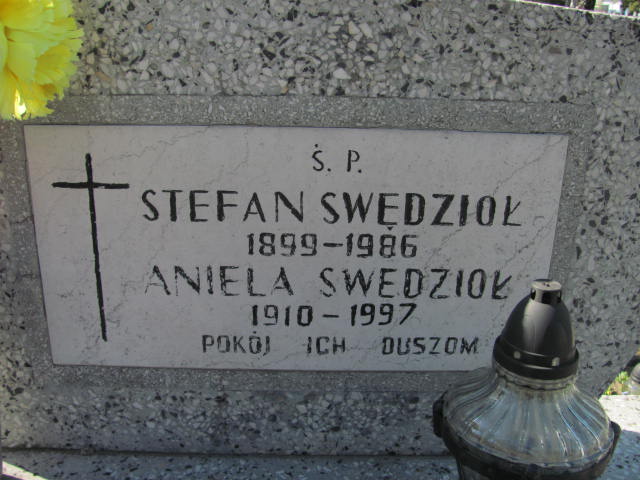 Ś. P.
STEFAN SWĘDZIOŁ
1899-1986
ANIELA SWĘDZIOŁ
1910-1997
POKÓJ ICH DUSZOM